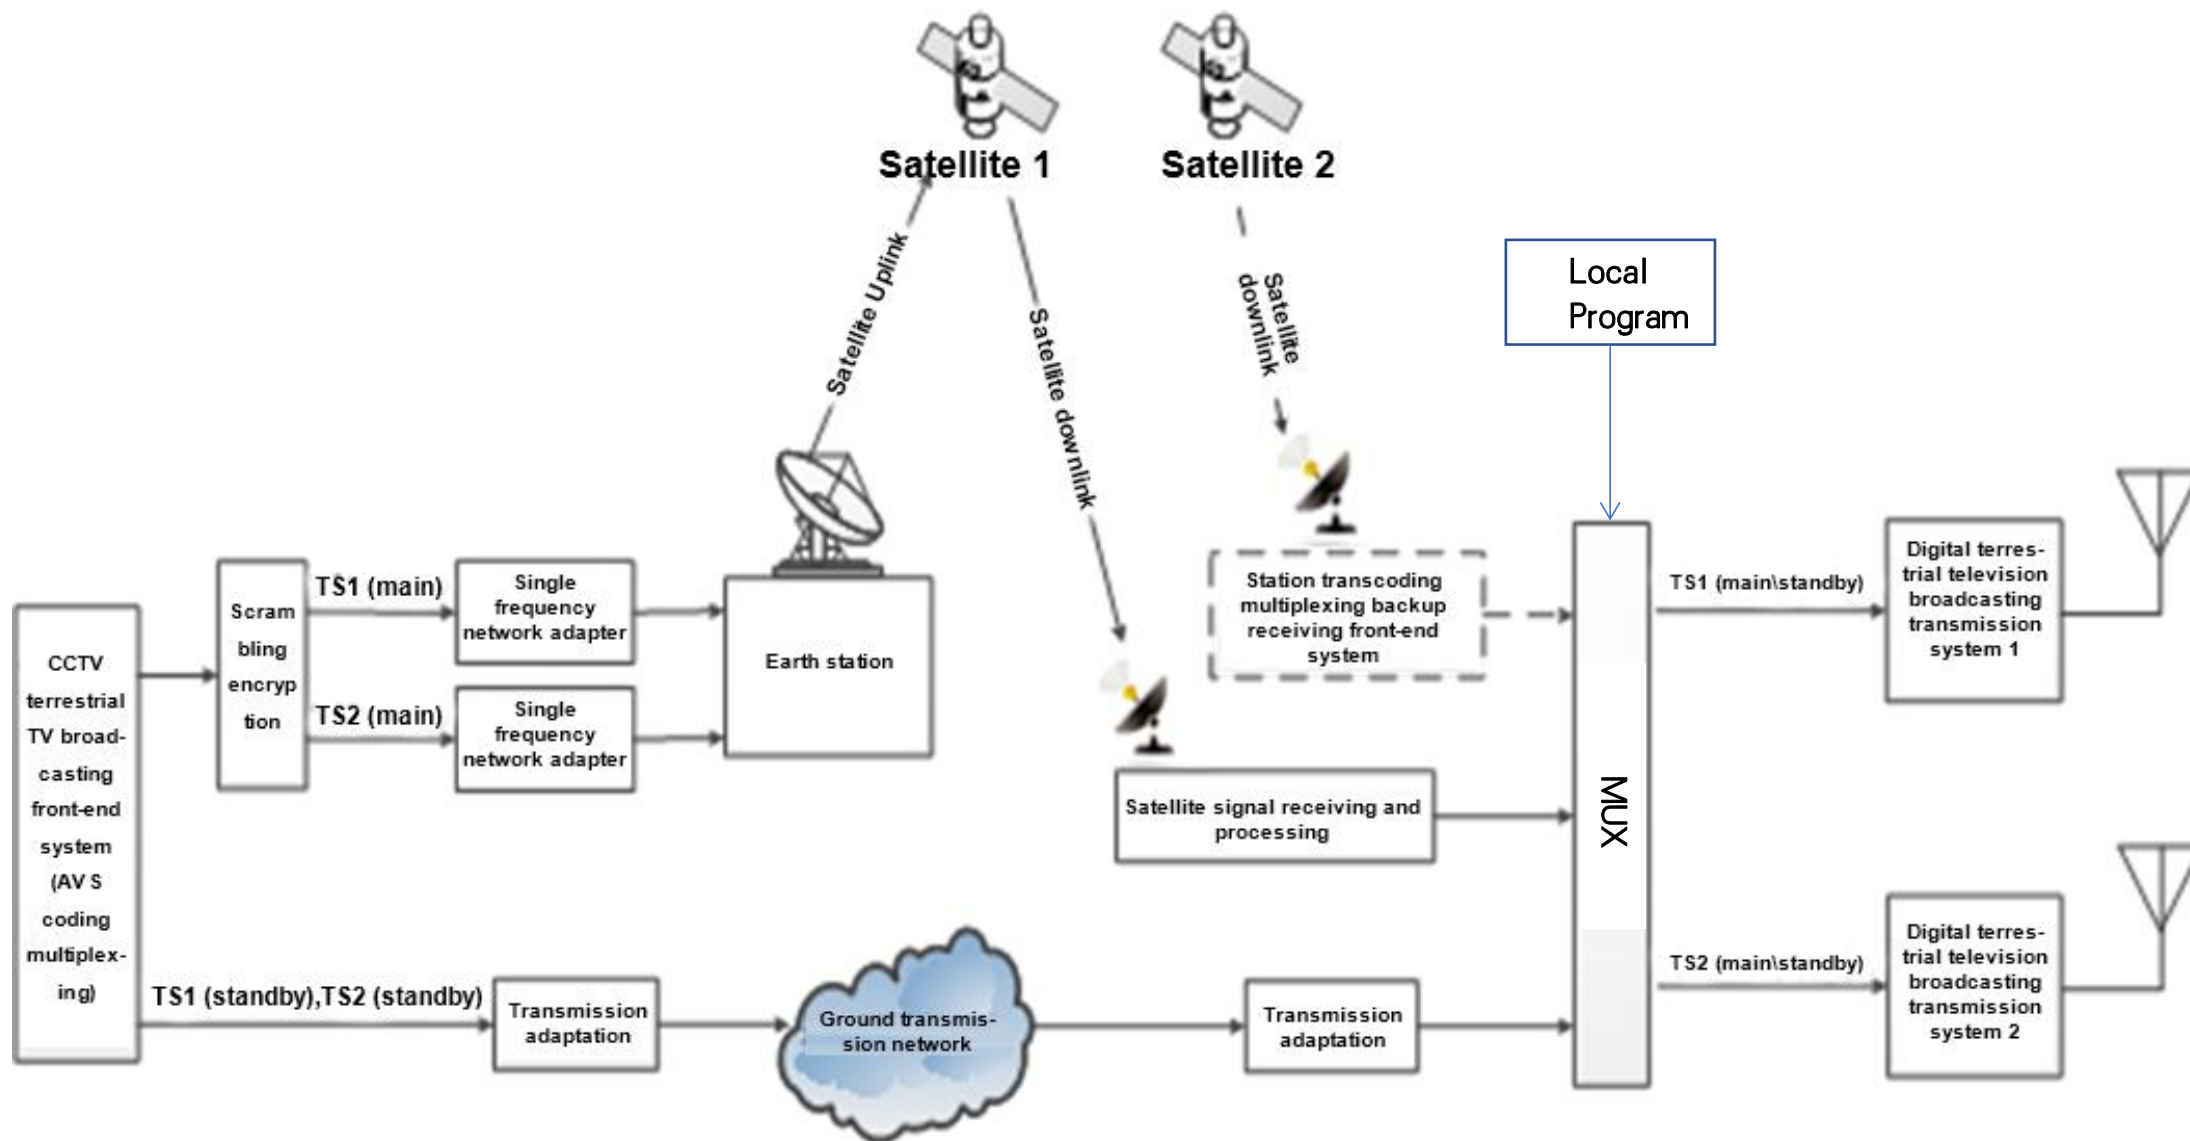 Satellite 1
Satellite 2
Satellite Uplink
Satellite downlink
Satellite
downlink
Local
Program
CCTV
terrestrial
TV broad-
casting
front-end
system
(AV S
coding
multiplex-
ing)
Scram
bling
encryp
tion
TS1 (main)
TS2 (main)
Single
frequency
network adapter
Single
frequency
network adapter
Earth station
Station transcoding
multiplexing backup
receiving front-end
system
Satellite signal receiving and
processing
MUX
TS1 (main\standby)
Digital terres-
trial television
broadcasting
transmission
system 1
TS2 (main\standby)
Digital terres-
trial television
broadcasting
transmission
system 2
TS1 (standby),TS2 (standby)
Transmission
adaptation
Ground transmis-
sion network
Transmission
adaptation